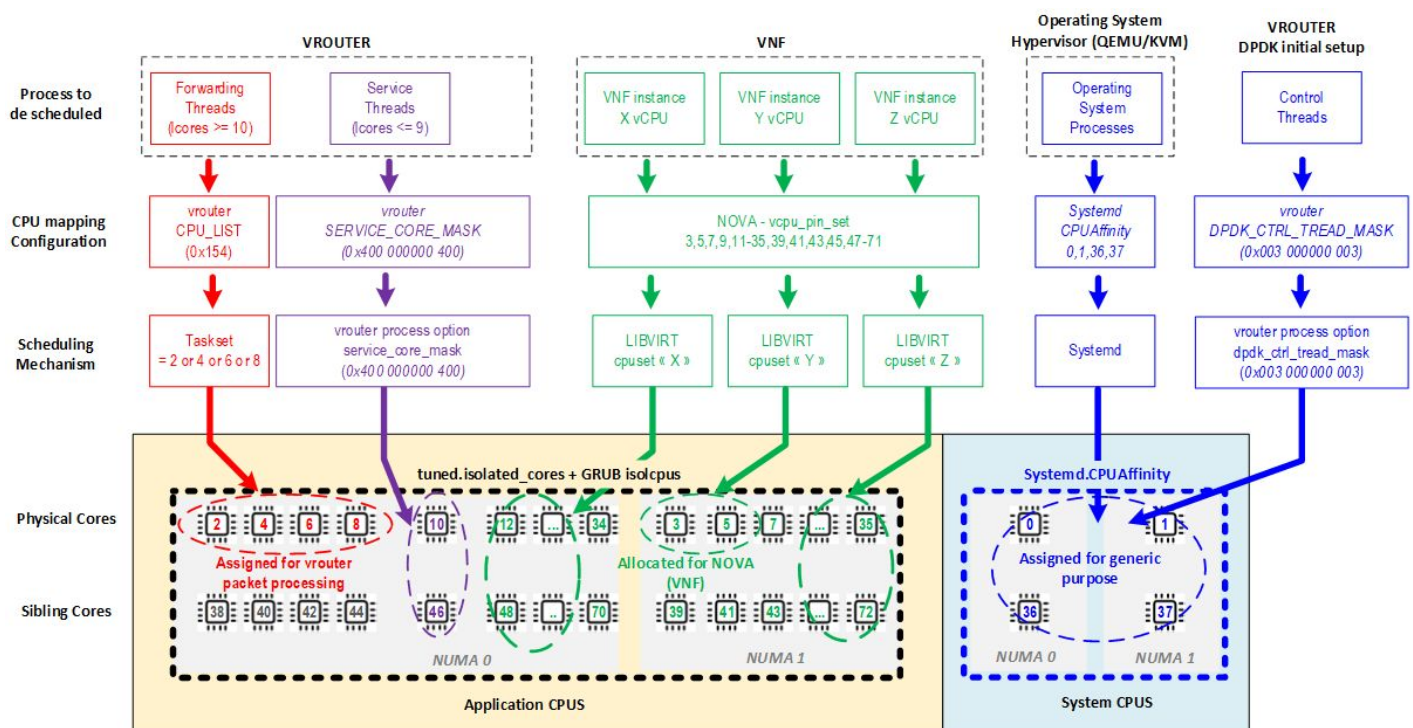 VROUTER
VNF
Operating System
Hypervisor (QEMU/KVM)
VROUTER
DPDK initial setup
Process to
de scheduled
Forwarding
Threads
(lcores >= 10)
Service
Threads
(lcores <= 9)
VNF instance
X vCPU
VNF instance
Y vCPU
VNF instance
Z vCPU
Operating
System
Processes
Control
Threads
CPU mapping
Configuration
vrouter
CPU_LIST
(0x154)
vrouter
SERVICE_CORE_MASK
(0x400 000000 400)
NOVA - vcpu_pin_set
3,5,7,9,11-35,39,41,43,45,47-71
Systemd
CPUAffinity
0,1,36,37
vrouter
DPDK_CTRL_TREAD_MASK
(0x003 000000 003)
Scheduling
Mechanism
Taskset
= 2 or 4 or 6 or 8
vrouter process option
service_core_mask
(0x400 000000 400)
LIBVIRT
cpuset « X »
LIBVIRT
cpuset « Y »
LIBVIRT
cpuset « Z »
Systemd
vrouter process option
dpdk_ctrl_tread_mask
(0x003 000000 003)
tuned.isolated_cores + GRUB isolcpus
Systemd.CPUAffinity
Physical Cores
2 4 6 8 10 12 ... 34 3 5 7 ... 35 0 1
Assigned for vrouter
packet processing
Allocated for NOVA
(VNF)
Assigned for generic
purpose
Sibling Cores
38 40 42 44 46 48 .. 70 39 41 43 ... 72 36 37
NUMA 0
NUMA 1
NUMA 0
NUMA 1
Application CPUS
System CPUS